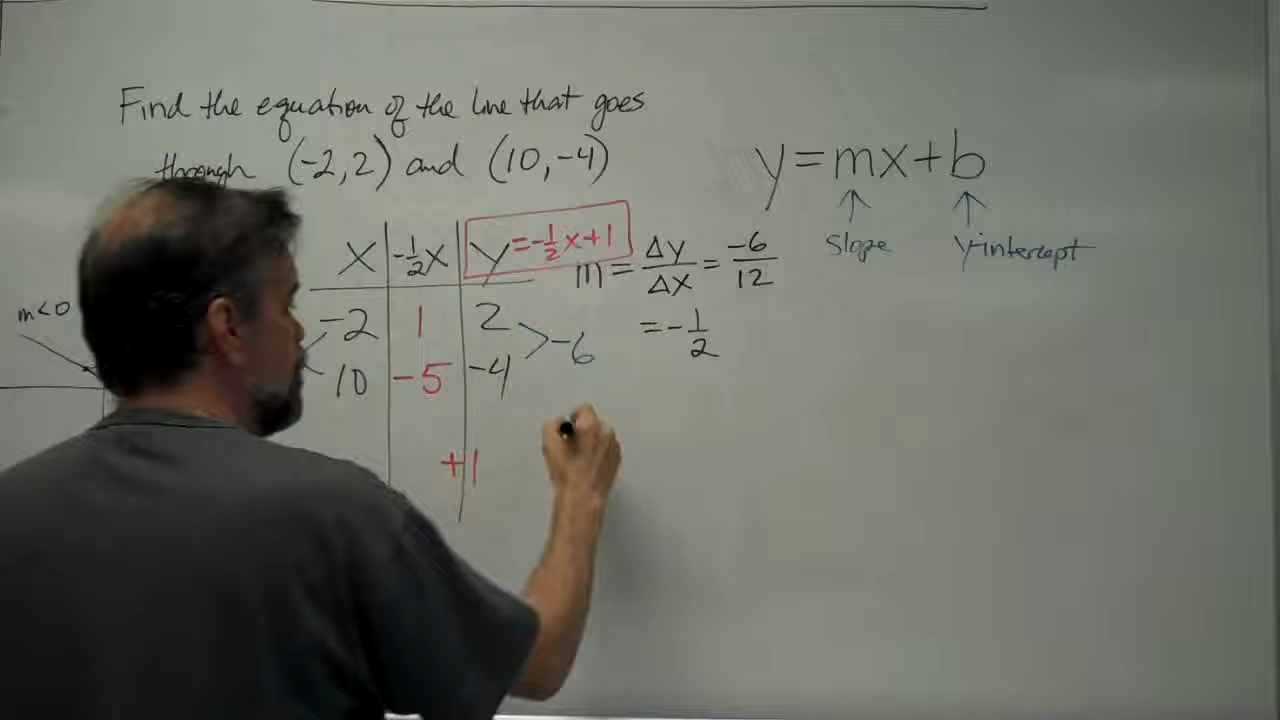 Find the equation of the line that goes
through (-2,2) and (10,-4)
y=mx+b
slope y-intercept
x -1/2x y=-1/2x+1
m=Δy/Δx=-6/12
=-1/2
m<0
-2 1 2 >-6
10 -5 -4
+1